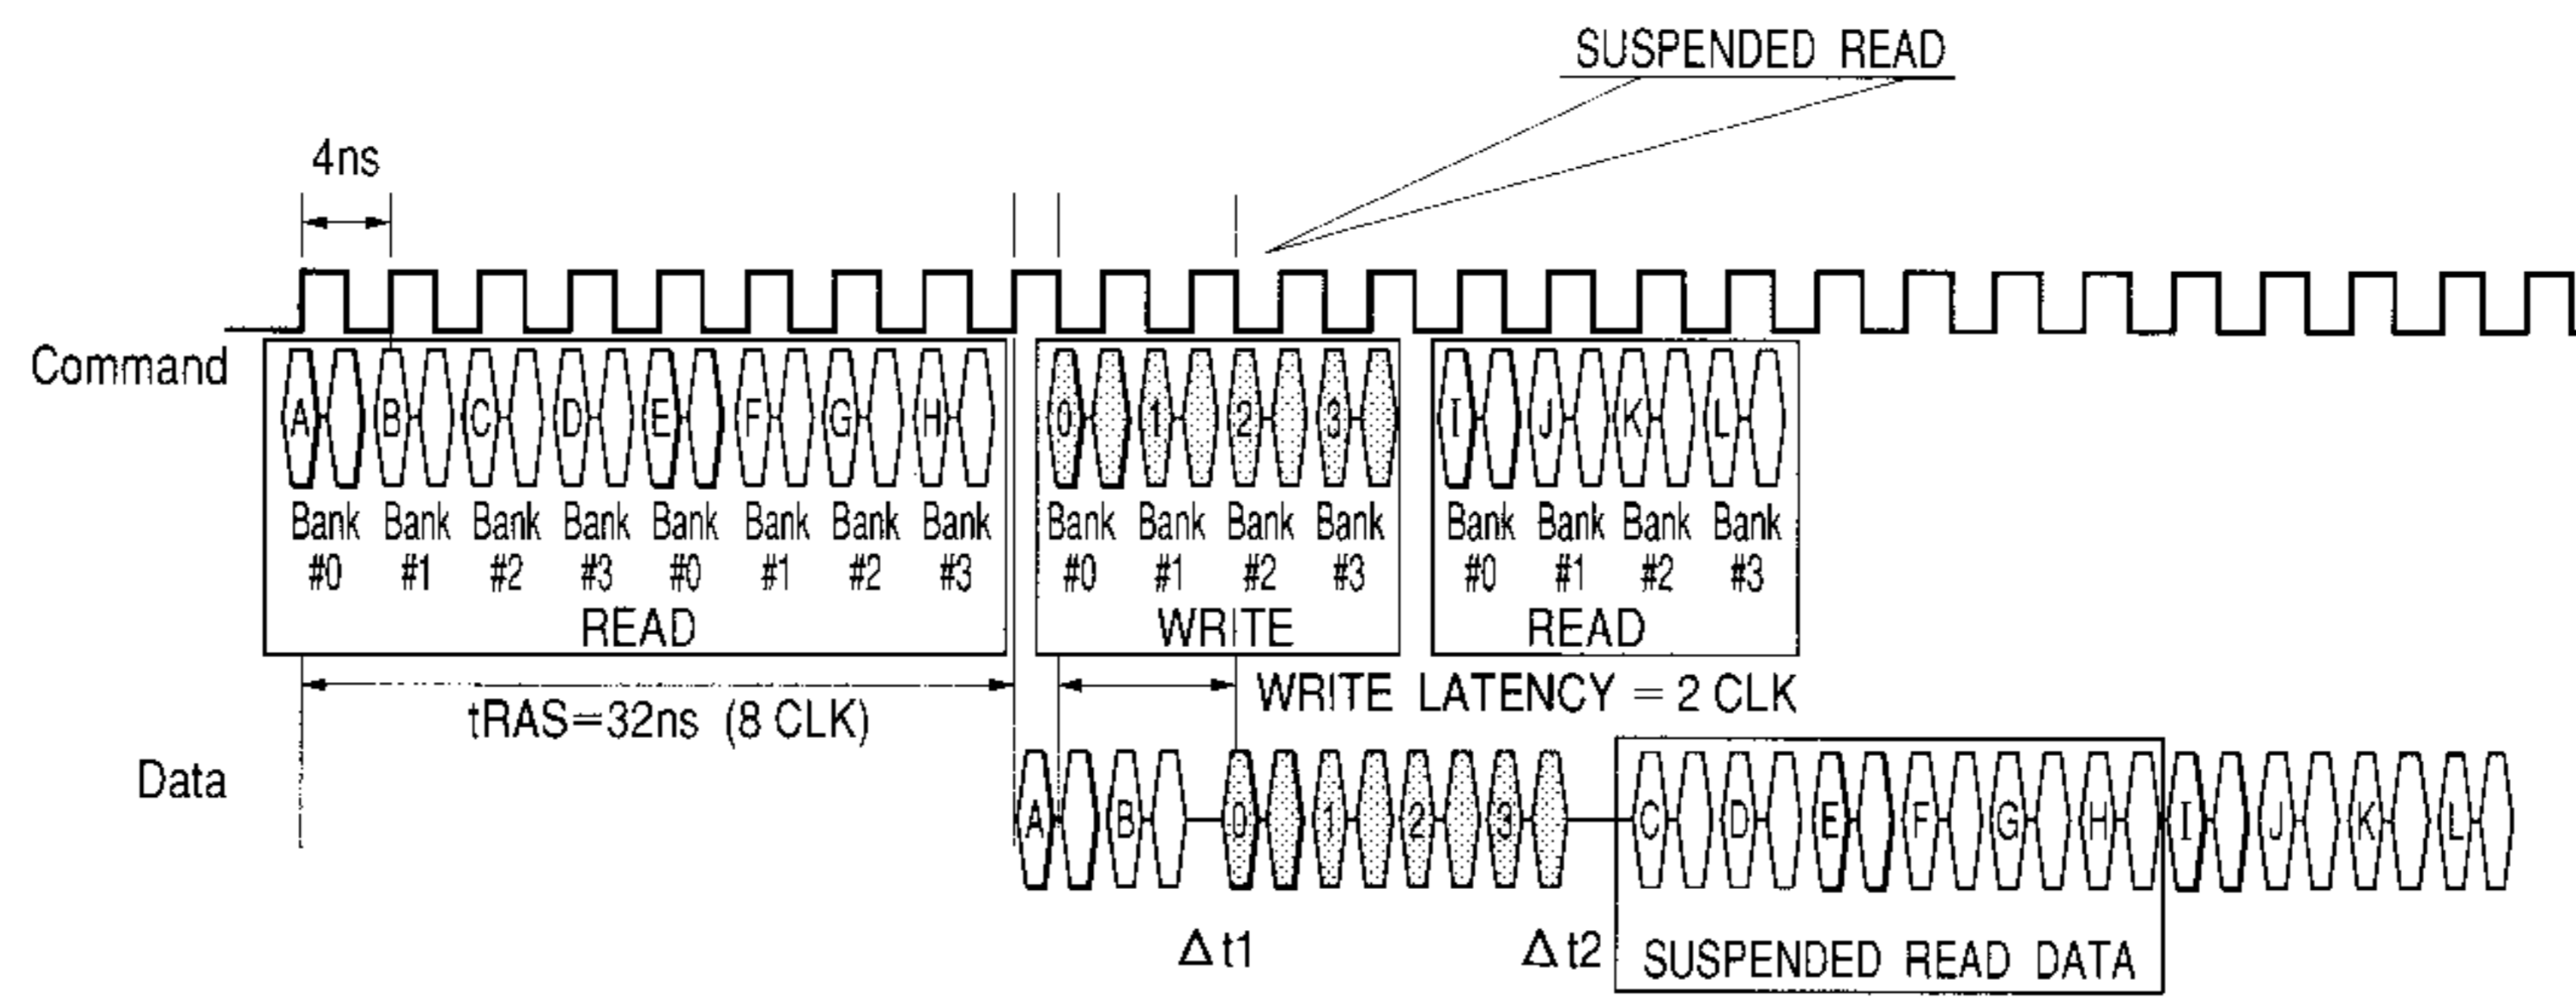 SUSPENDED READ
4ns
Command
A B C D E F G H 0 1 2 3 I J K L
Bank Bank Bank Bank Bank Bank Bank Bank Bank Bank Bank Bank Bank Bank Bank Bank
#0 #1 #2 #3 #0 #1 #2 #3 #0 #1 #2 #3 #0 #1 #2 #3
READ WRITE READ
tRAS=32ns (8 CLK)
WRITE LATENCY = 2 CLK
Data
A B 0 1 2 3 C D E F G H I J K L
Δt1 Δt2 SUSPENDED READ DATA